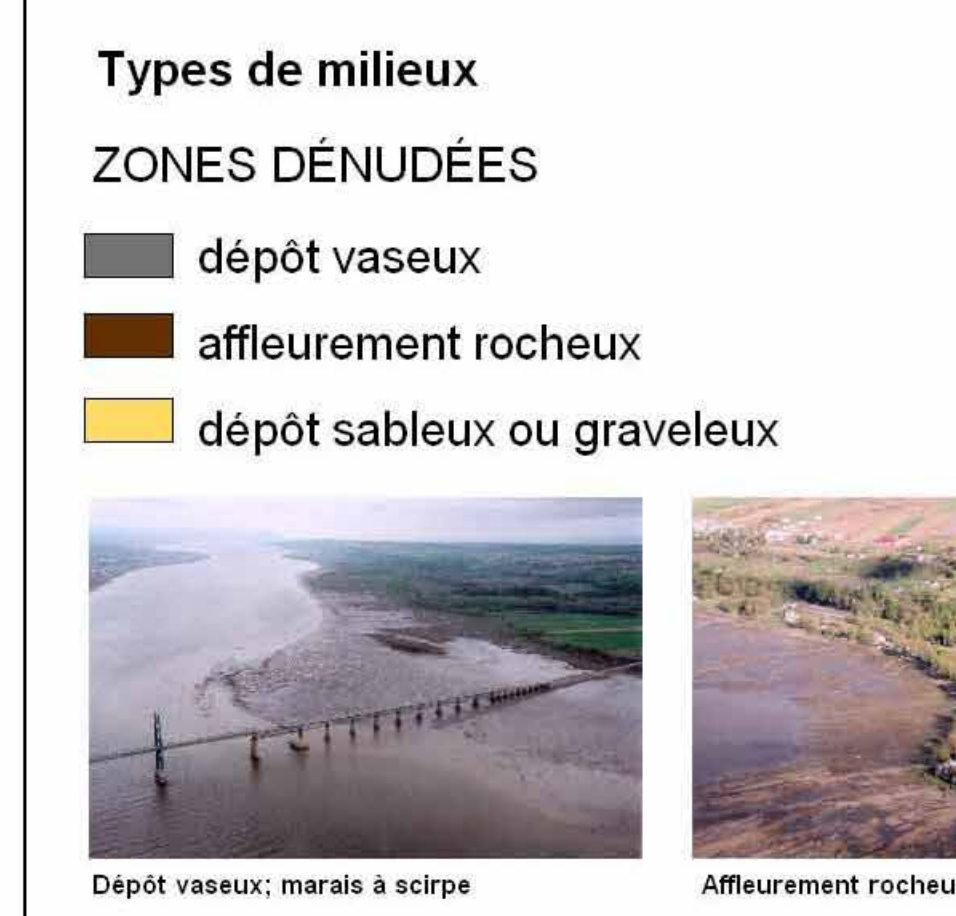 Types de milieux
ZONES DÉNUDÉES
dépôt vaseux
affleurement rocheux
dépôt sableux ou graveleux
Dépôt vaseux; marais à scirpe
Affleurement rocheu